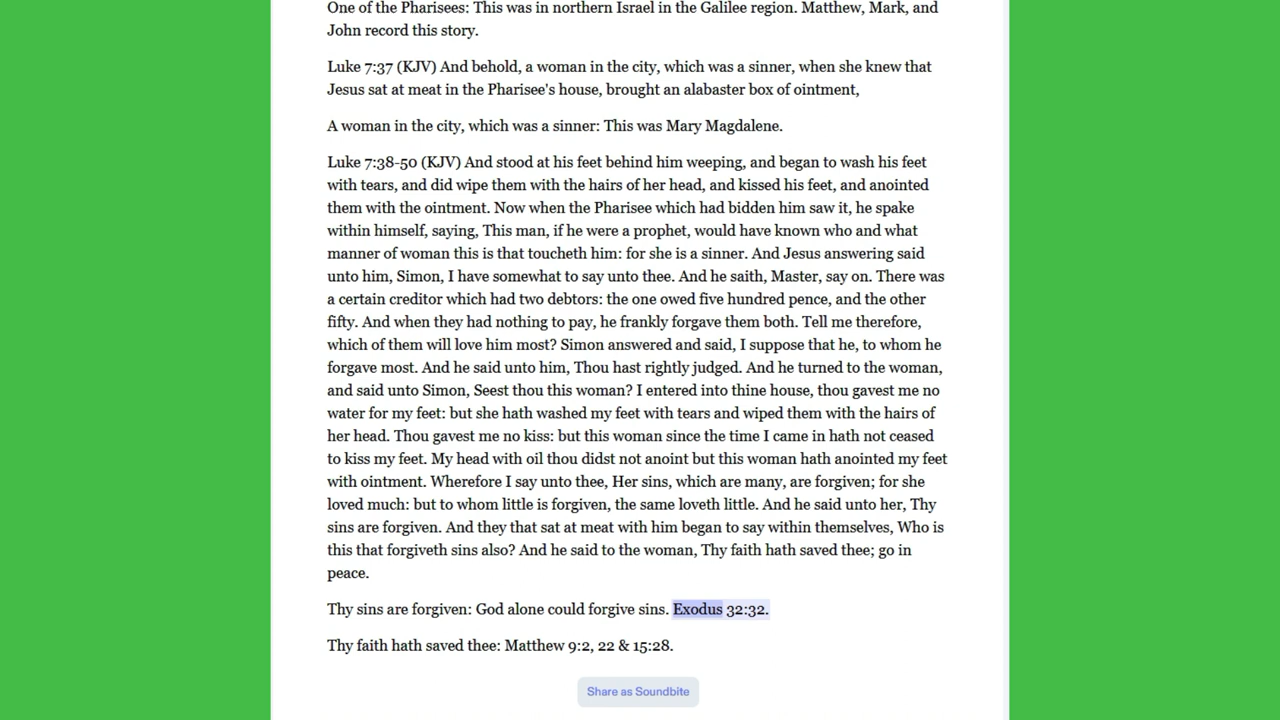 One of the Pharisees: This was in northern Israel in the Galilee region. Matthew, Mark, and
John record this story.
Luke 7:37 (KJV) And behold, a woman in the city, which was a sinner, when she knew that
Jesus sat at meat in the Pharisee's house, brought an alabaster box of ointment,
A woman in the city, which was a sinner: This was Mary Magdalene.
Luke 7:38-50 (KJV) And stood at his feet behind him weeping, and began to wash his feet
with tears, and did wipe them with the hairs of her head, and kissed his feet, and anointed
them with the ointment. Now when the Pharisee which had bidden him saw it, he spake
within himself, saying, This man, if he were a prophet, would have known who and what
manner of woman this is that toucheth him: for she is a sinner. And Jesus answering said
unto him, Simon, I have somewhat to say unto thee. And he saith, Master, say on. There was
a certain creditor which had two debtors: the one owed five hundred pence, and the other
fifty. And when they had nothing to pay, he frankly forgave them both. Tell me therefore,
which of them will love him most? Simon answered and said, I suppose that he, to whom he
forgave most. And he said unto him, Thou hast rightly judged. And he turned to the woman,
and said unto Simon, Seest thou this woman? I entered into thine house, thou gavest me no
water for my feet: but she hath washed my feet with tears and wiped them with the hairs of
her head. Thou gavest me no kiss: but this woman since the time I came in hath not ceased
to kiss my feet. My head with oil thou didst not anoint but this woman hath anointed my feet
with ointment. Wherefore I say unto thee, Her sins, which are many, are forgiven; for she
loved much: but to whom little is forgiven, the same loveth little. And he said unto her, Thy
sins are forgiven. And they that sat at meat with him began to say within themselves, Who is
this that forgiveth sins also? And he said to the woman, Thy faith hath saved thee; go in
peace.
Thy sins are forgiven: God alone could forgive sins. Exodus 32:32.
Thy faith hath saved thee: Matthew 9:2, 22 & 15:28.
Share as Soundbite